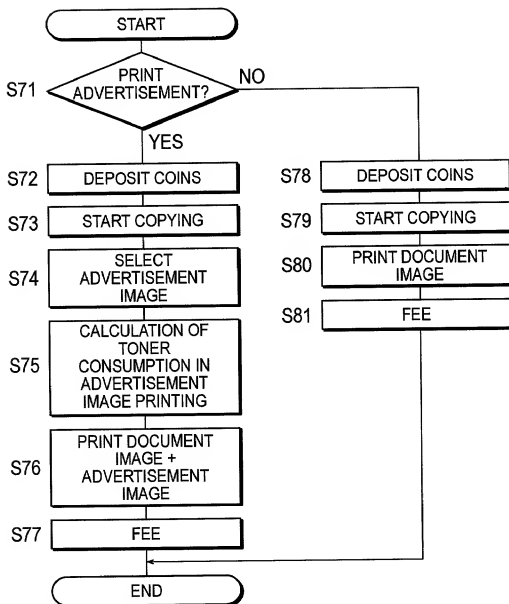 START
S71
PRINT
ADVERTISEMENT?
NO
YES
S72
DEPOSIT COINS
S73
START COPYING
S74
SELECT
ADVERTISEMENT
IMAGE
S75
CALCULATION OF
TONER
CONSUMPTION IN
ADVERTISEMENT
IMAGE PRINTING
S76
PRINT DOCUMENT
IMAGE +
ADVERTISEMENT
IMAGE
S77
FEE
S78
DEPOSIT COINS
S79
START COPYING
S80
PRINT DOCUMENT
IMAGE
S81
FEE
END